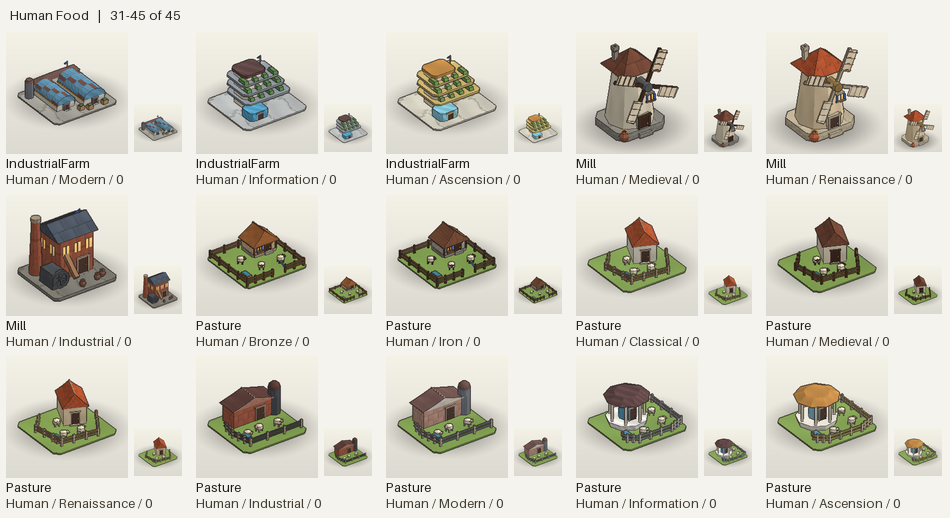 Human Food | 31-45 of 45
IndustrialFarm
Human / Modern / 0
IndustrialFarm
Human / Information / 0
IndustrialFarm
Human / Ascension / 0
Mill
Human / Medieval / 0
Mill
Human / Renaissance / 0
Mill
Human / Industrial / 0
Pasture
Human / Bronze / 0
Pasture
Human / Iron / 0
Pasture
Human / Classical / 0
Pasture
Human / Medieval / 0
Pasture
Human / Renaissance / 0
Pasture
Human / Industrial / 0
Pasture
Human / Modern / 0
Pasture
Human / Information / 0
Pasture
Human / Ascension / 0